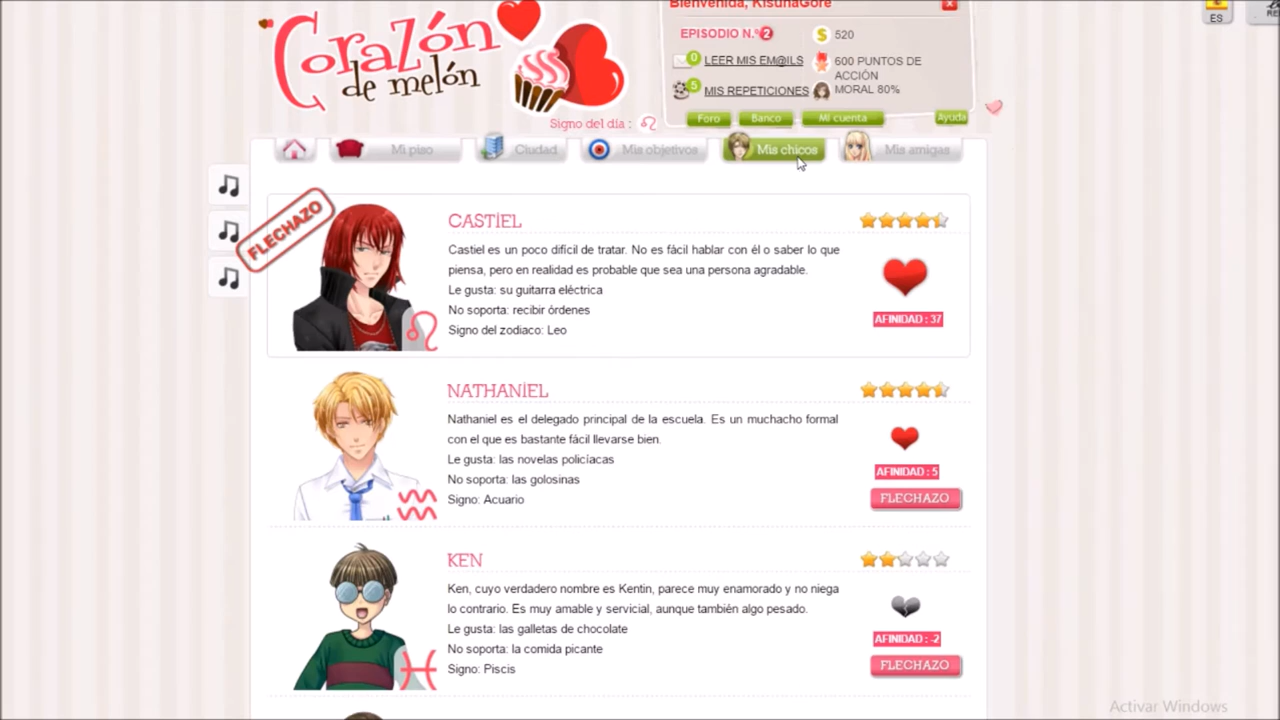 Corazón
de melón
Bienvenida, KisunaGore
EPISODIO N.º 2
520
0 LEER MIS EM@ILS
600 PUNTOS DE
ACCIÓN
5 MIS REPETICIONES
MORAL 80%
Foro
Banco
Mi cuenta
Ayuda
Signo del día :
ES
Mi piso
Ciudad
Mis objetivos
Mis chicos
Mis amigas
FLECHAZO
CASTIEL
Castiel es un poco difícil de tratar. No es fácil hablar con él o saber lo que
piensa, pero en realidad es probable que sea una persona agradable.
Le gusta: su guitarra eléctrica
No soporta: recibir órdenes
Signo del zodiaco: Leo
AFINIDAD : 37
NATHANIEL
Nathaniel es el delegado principal de la escuela. Es un muchacho formal
con el que es bastante fácil llevarse bien.
Le gusta: las novelas policíacas
No soporta: las golosinas
Signo: Acuario
AFINIDAD : 5
FLECHAZO
KEN
Ken, cuyo verdadero nombre es Kentin, parece muy enamorado y no niega
lo contrario. Es muy amable y servicial, aunque también algo pesado.
Le gusta: las galletas de chocolate
No soporta: la comida picante
Signo: Piscis
AFINIDAD : -2
FLECHAZO
Activar Windows